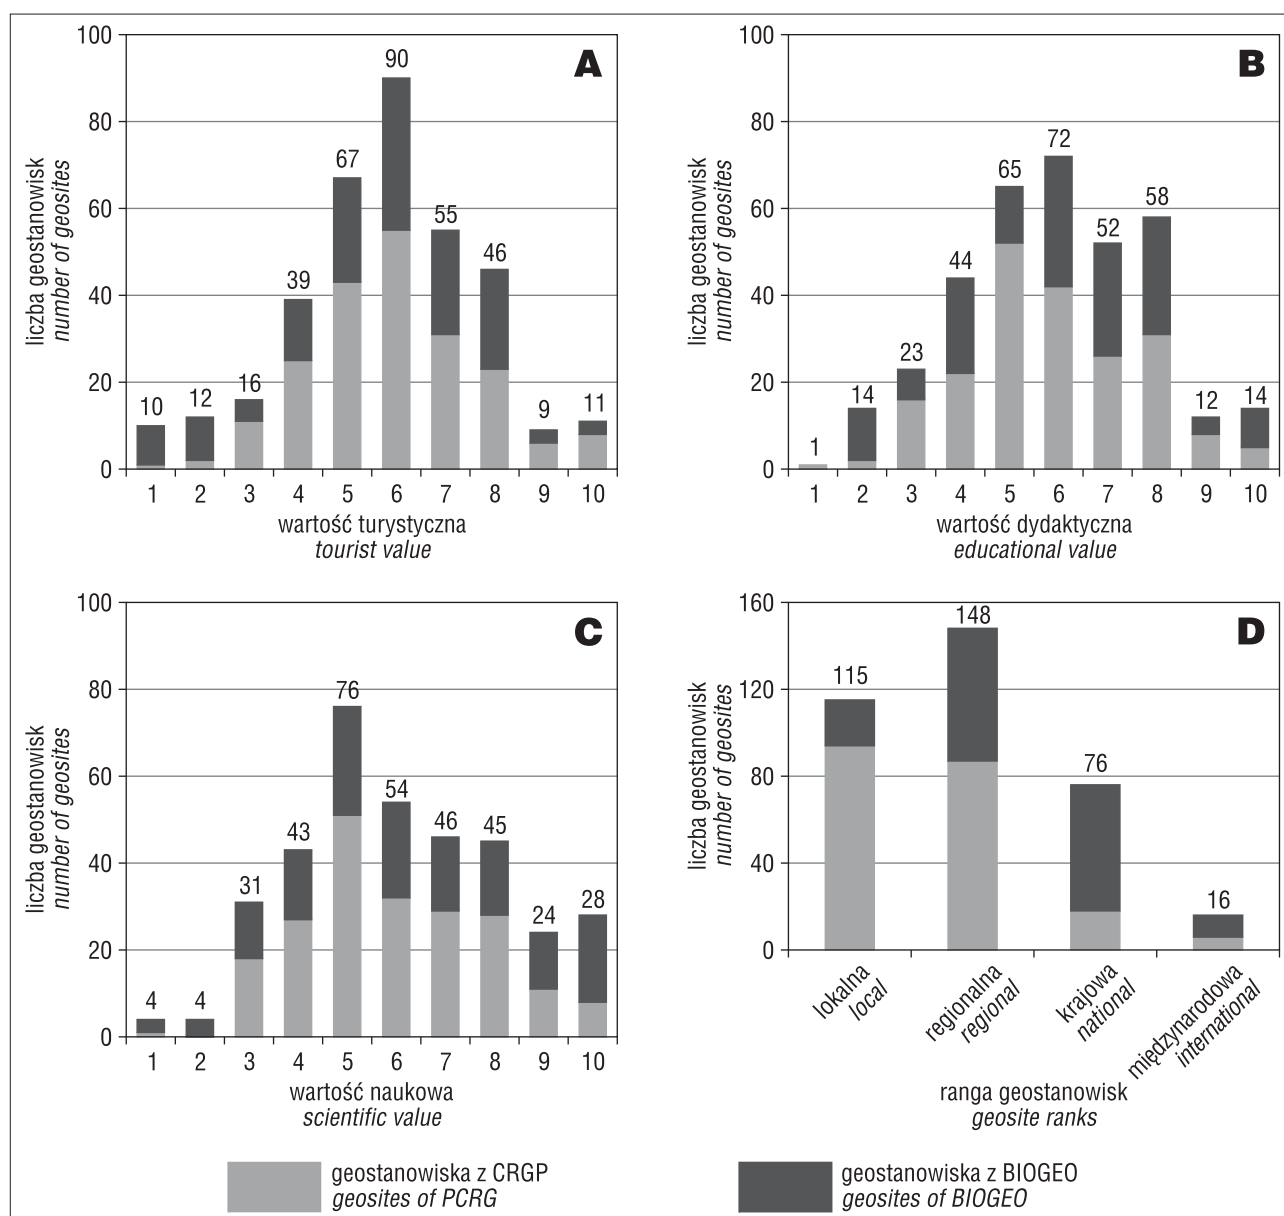 A
100
80
60
40
20
0
liczba geostanowisk
number of geosites
10
12
16
39
67
90
55
46
9
11
1 2 3 4 5 6 7 8 9 10
wartość turystyczna
tourist value
B
100
80
60
40
20
0
liczba geostanowisk
number of geosites
1
14
23
44
65
72
52
58
12
14
1 2 3 4 5 6 7 8 9 10
wartość dydaktyczna
educational value
C
100
80
60
40
20
0
liczba geostanowisk
number of geosites
4
4
31
43
76
54
46
45
24
28
1 2 3 4 5 6 7 8 9 10
wartość naukowa
scientific value
D
160
120
80
40
0
liczba geostanowisk
number of geosites
115
148
76
16
lokalna
local
regionalna
regional
krajowa
national
międzynarodowa
international
ranga geostanowisk
geosite ranks
geostanowiska z CRGP
geosites of PCRG
geostanowiska z BIOGEO
geosites of BIOGEO